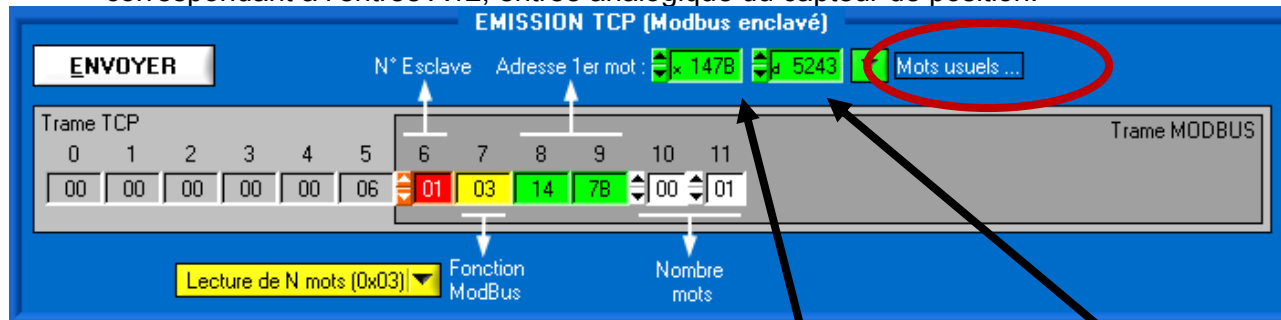 EMISSION TCP (Modbus enclavé)
ENVOYER N° Esclave Adresse 1er mot : x 147B d 5243 Mots usuels ...
Trame TCP Trame MODBUS
0 1 2 3 4 5 6 7 8 9 10 11
00 00 00 00 00 06 01 03 14 7B 00 01
Lecture de N mots (0x03) Fonction ModBus Nombre mots